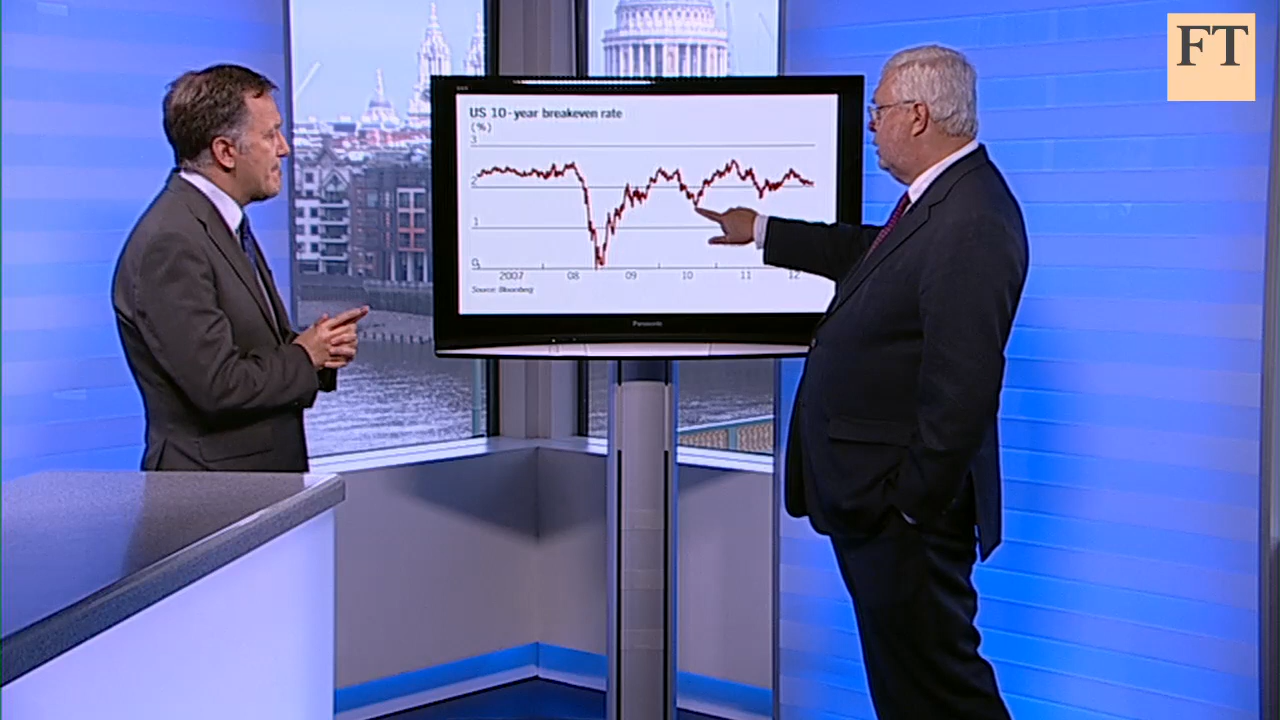 FT
US 10-year breakeven rate
(%)
3
2
1
0
2007 08 09 10 11 12
Source: Bloomberg
Panasonic